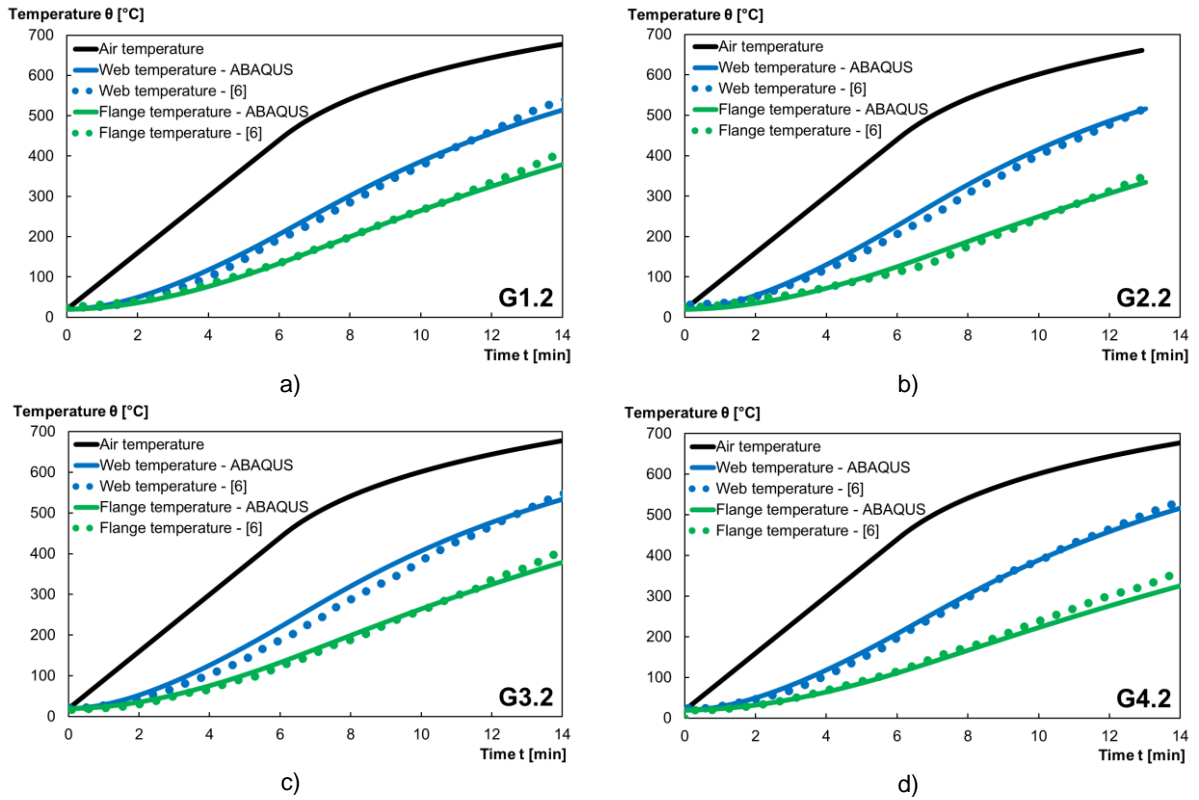 Temperature θ [°C]
700
600
500
400
300
200
100
0
0 2 4 6 8 10 12 14
Air temperature
Web temperature - ABAQUS
Web temperature - [6]
Flange temperature - ABAQUS
Flange temperature - [6]
G1.2
Time t [min]
a)
Temperature θ [°C]
700
600
500
400
300
200
100
0
0 2 4 6 8 10 12 14
Air temperature
Web temperature - ABAQUS
Web temperature - [6]
Flange temperature - ABAQUS
Flange temperature - [6]
G2.2
Time t [min]
b)
Temperature θ [°C]
700
600
500
400
300
200
100
0
0 2 4 6 8 10 12 14
Air temperature
Web temperature - ABAQUS
Web temperature - [6]
Flange temperature - ABAQUS
Flange temperature - [6]
G3.2
Time t [min]
c)
Temperature θ [°C]
700
600
500
400
300
200
100
0
0 2 4 6 8 10 12 14
Air temperature
Web temperature - ABAQUS
Web temperature - [6]
Flange temperature - ABAQUS
Flange temperature - [6]
G4.2
Time t [min]
d)